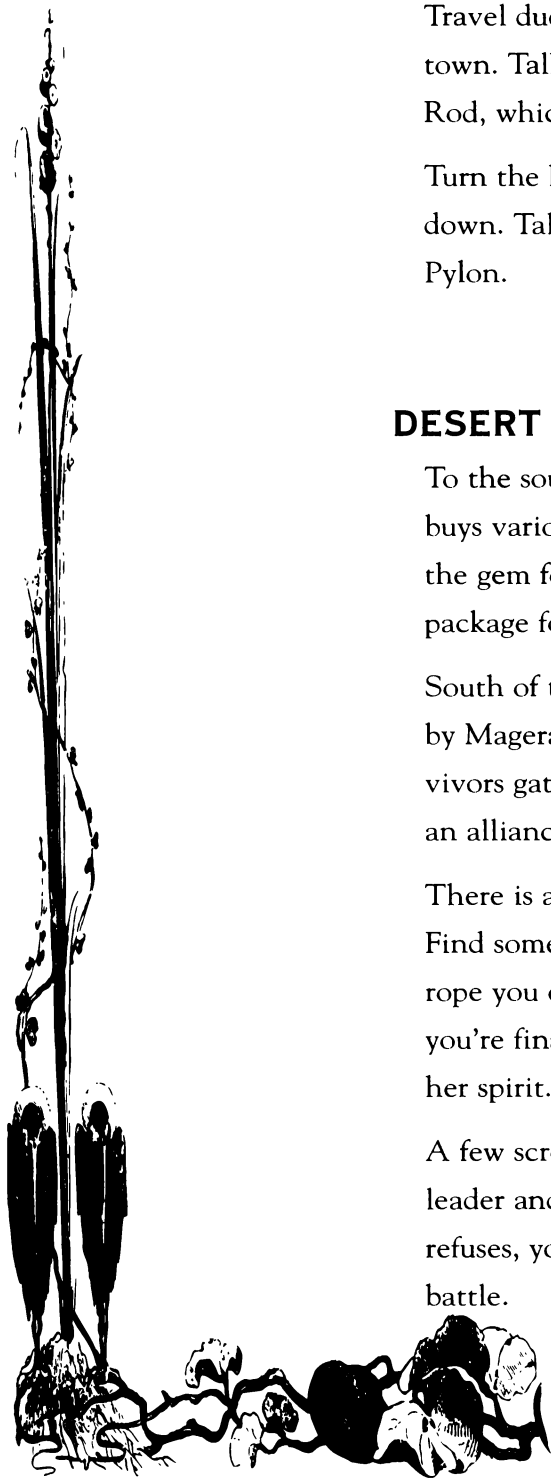 Travel due
town. Tal
Rod, whic
Turn the
down. Tal
Pylon.
DESERT
To the sou
buys vario
the gem fo
package fo
South of t
by Magera
vivors gat
an allianc
There is a
Find some
rope you
you're fina
her spirit.
A few scr
leader and
refuses, yo
battle.